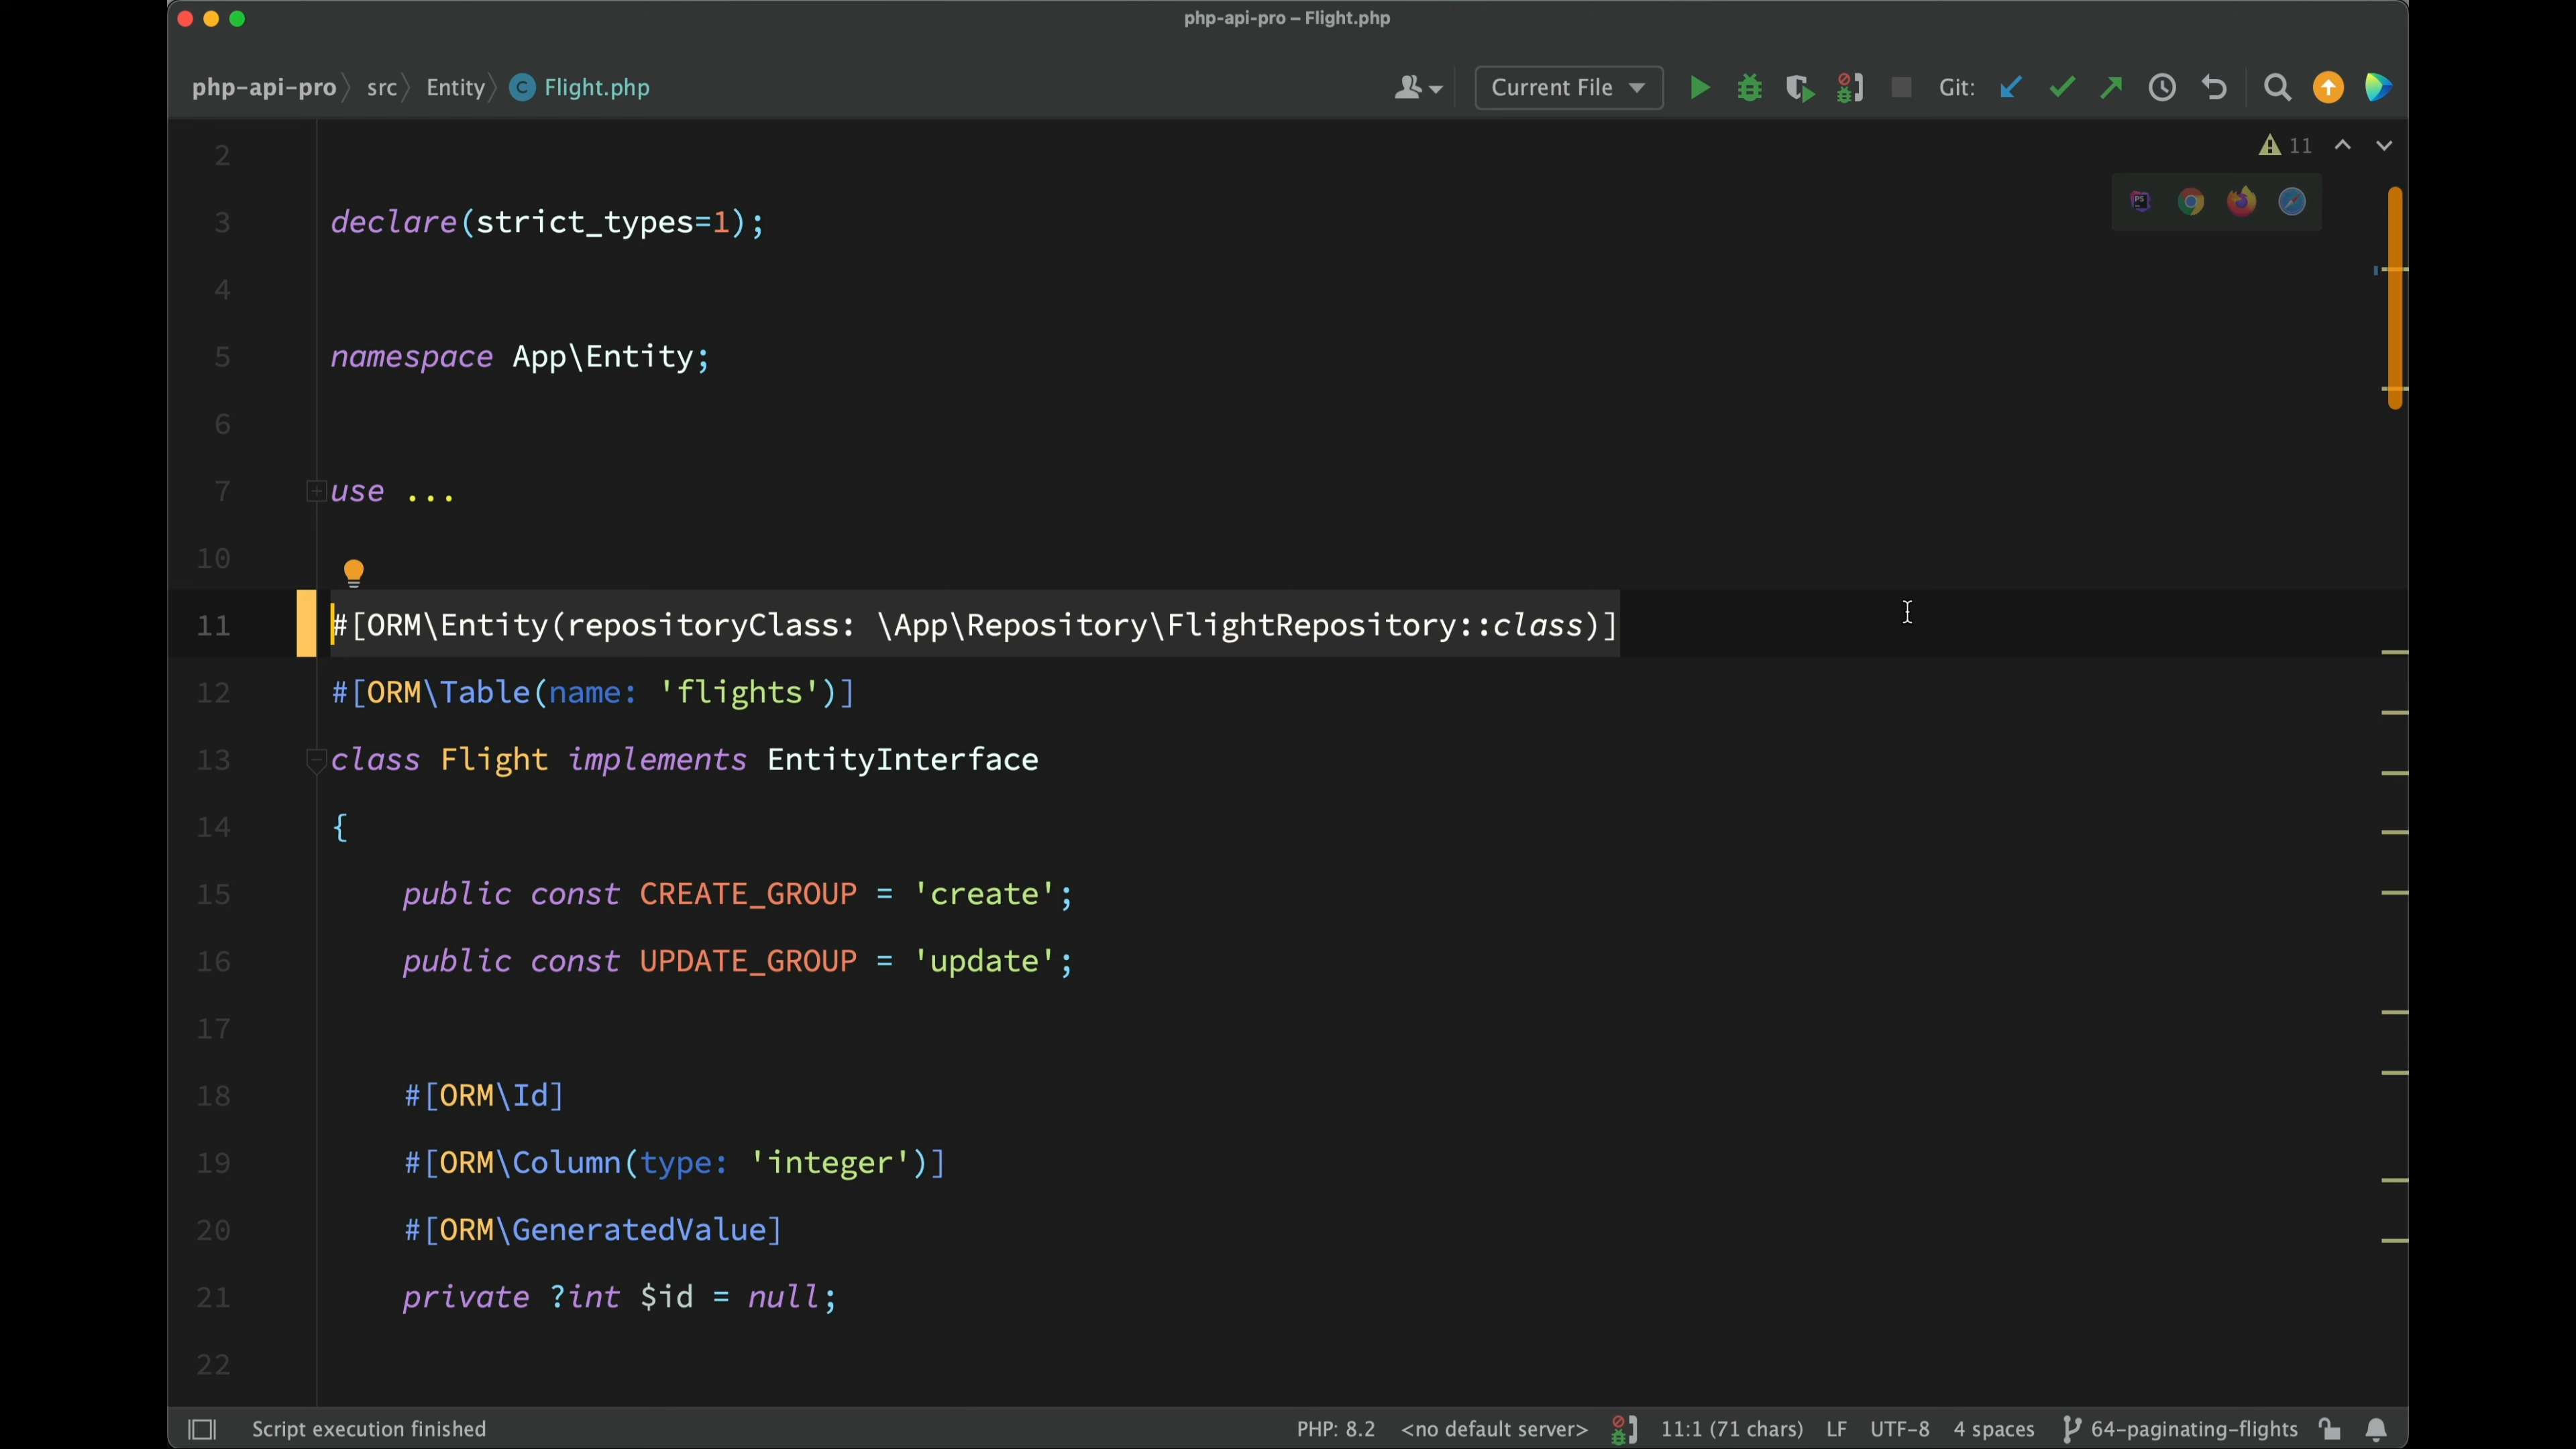 php-api-pro – Flight.php
php-api-pro src Entity C Flight.php Current File Git:
11
2
3 declare(strict_types=1);
4
5 namespace App\Entity;
6
7 use ...
10
11 #[ORM\Entity(repositoryClass: \App\Repository\FlightRepository::class)]
12 #[ORM\Table(name: 'flights')]
13 class Flight implements EntityInterface
14 {
15 public const CREATE_GROUP = 'create';
16 public const UPDATE_GROUP = 'update';
17
18 #[ORM\Id]
19 #[ORM\Column(type: 'integer')]
20 #[ORM\GeneratedValue]
21 private ?int $id = null;
22
Script execution finished PHP: 8.2 <no default server> 11:1 (71 chars) LF UTF-8 4 spaces 64-paginating-flights